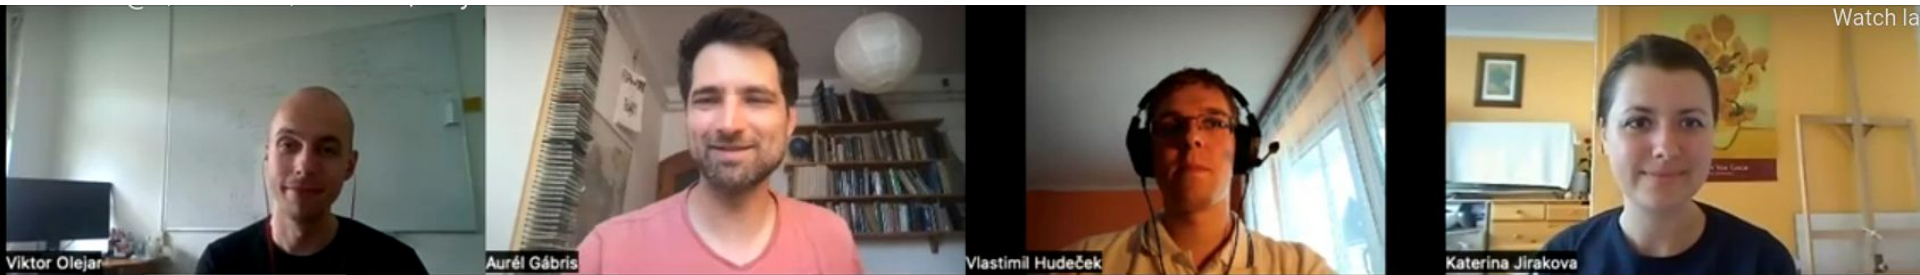 Watch la
Viktor Olejar
Aurél Gábris
Vlastimil Hudeček
Katerina Jirakova